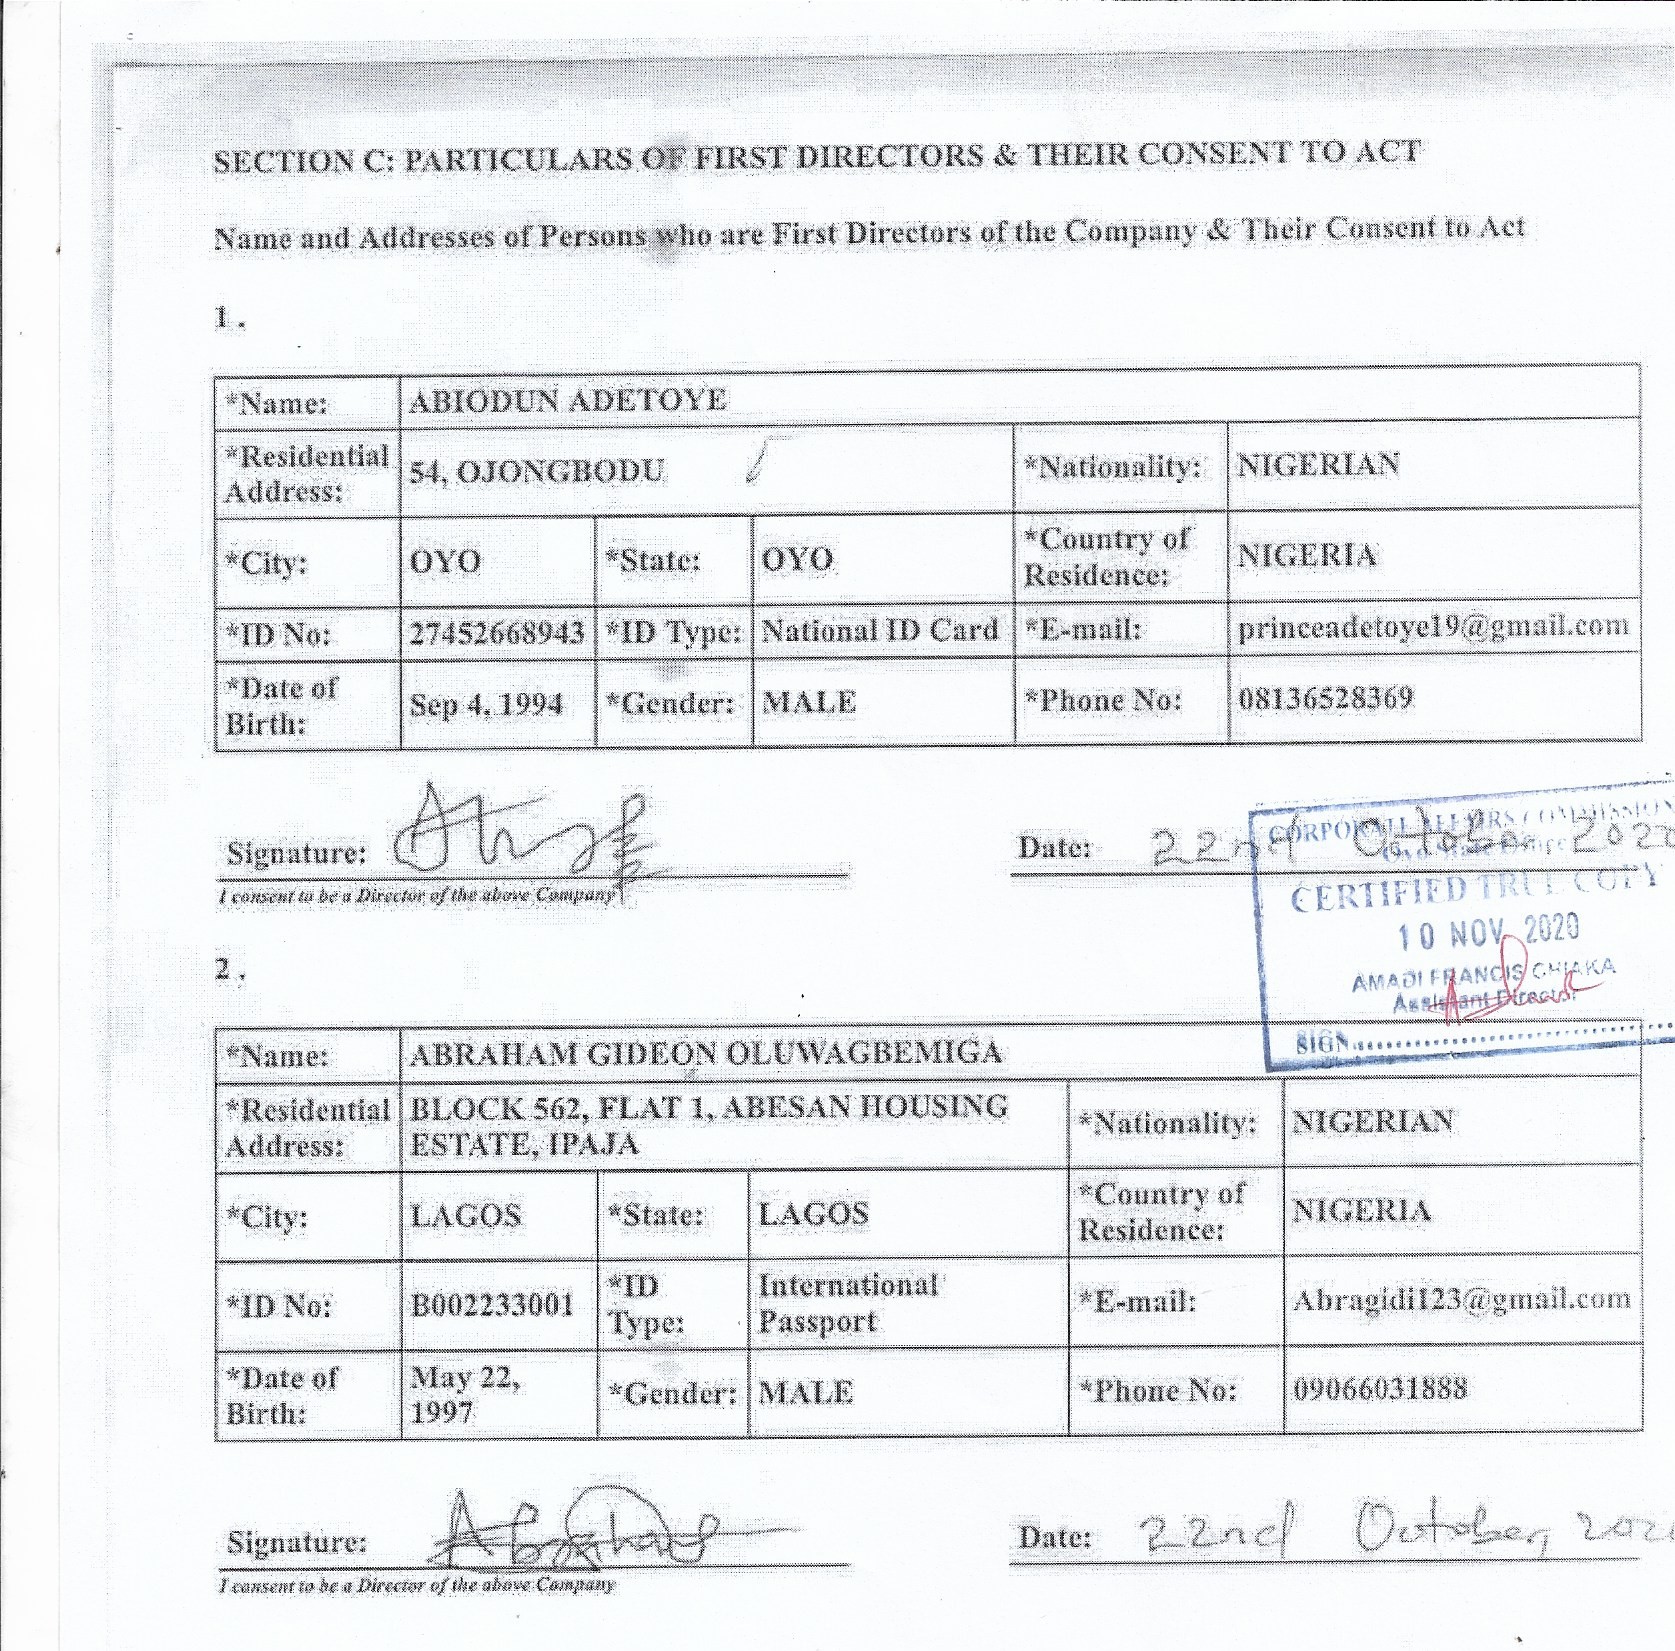 SECTION C: PARTICULARS OF FIRST DIRECTORS & THEIR CONSENT TO ACT
Name and Addresses of Persons who are First Directors of the Company & Their Consent to Act
1.
*Name: ABIODUN ADETOYE
*Residential Address: 54, OJONGBODU *Nationality: NIGERIAN
*City: OYO *State: OYO *Country of Residence: NIGERIA
*ID No: 27452668943 *ID Type: National ID Card *E-mail: princeadetoye19@gmail.com
*Date of Birth: Sep 4, 1994 *Gender: MALE *Phone No: 08136528369
Signature: Date: 22nd October, 2020
I consent to be a Director of the above Company
CORPORATE AFFAIRS COMMISSION
Oyo State Office
CERTIFIED TRUE COPY
10 NOV 2020
AMADI FRANCIS CHIAKA
Assistant Director
SIGN
2.
*Name: ABRAHAM GIDEON OLUWAGBEMIGA
*Residential Address: BLOCK 562, FLAT 1, ABESAN HOUSING ESTATE, IPAJA *Nationality: NIGERIAN
*City: LAGOS *State: LAGOS *Country of Residence: NIGERIA
*ID No: B002233001 *ID Type: International Passport *E-mail: Abragidi123@gmail.com
*Date of Birth: May 22, 1997 *Gender: MALE *Phone No: 09066031888
Signature: Date: 22nd October, 2020
I consent to be a Director of the above Company